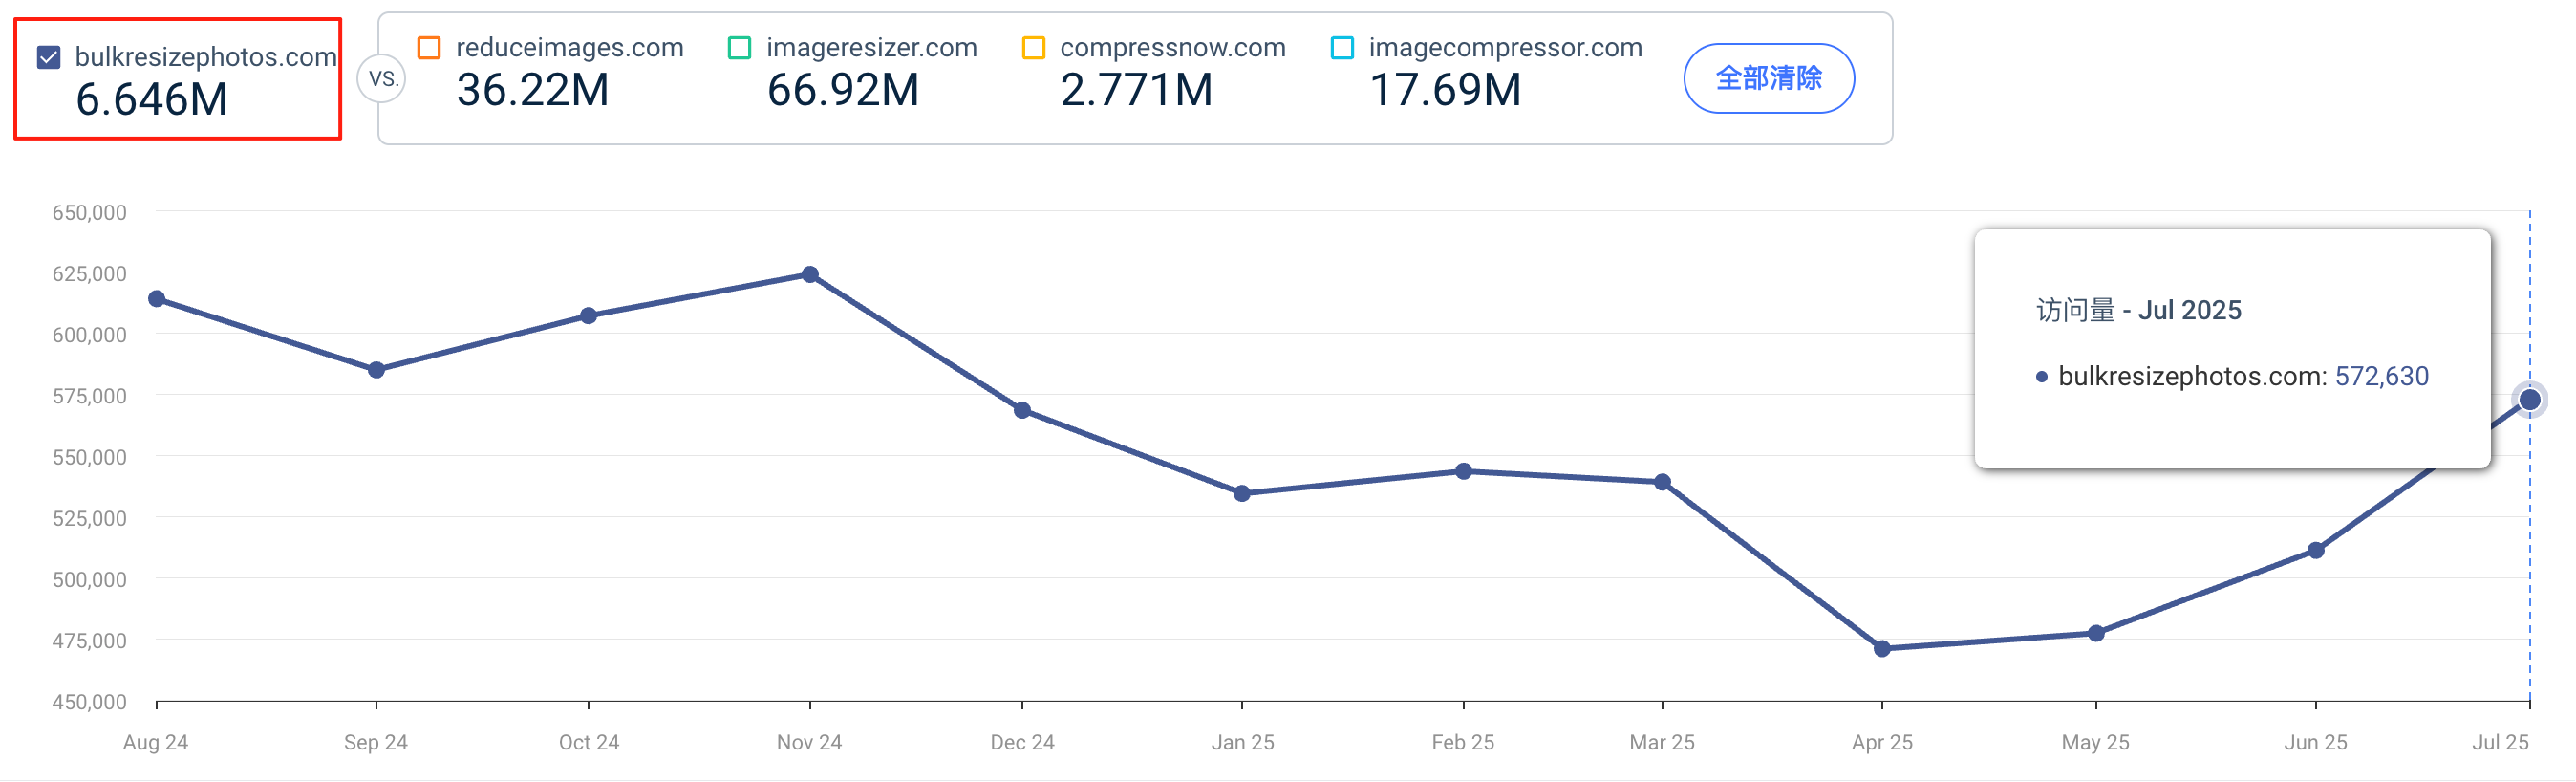 bulkresizephotos.com
6.646M
VS.
reduceimages.com
36.22M
imageresizer.com
66.92M
compressnow.com
2.771M
imagecompressor.com
17.69M
全部清除
650,000
625,000
600,000
575,000
550,000
525,000
500,000
475,000
450,000
访问量 - Jul 2025
bulkresizephotos.com: 572,630
Aug 24
Sep 24
Oct 24
Nov 24
Dec 24
Jan 25
Feb 25
Mar 25
Apr 25
May 25
Jun 25
Jul 25